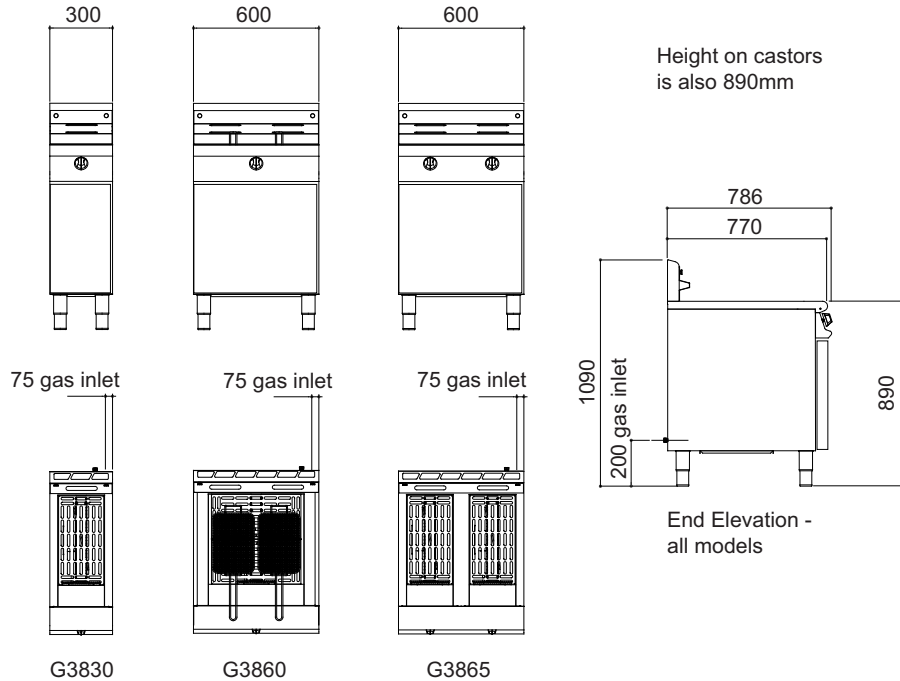 300
600
600
Height on castors
is also 890mm
786
770
1090
200 gas inlet
890
75 gas inlet
75 gas inlet
75 gas inlet
End Elevation -
all models
G3830
G3860
G3865